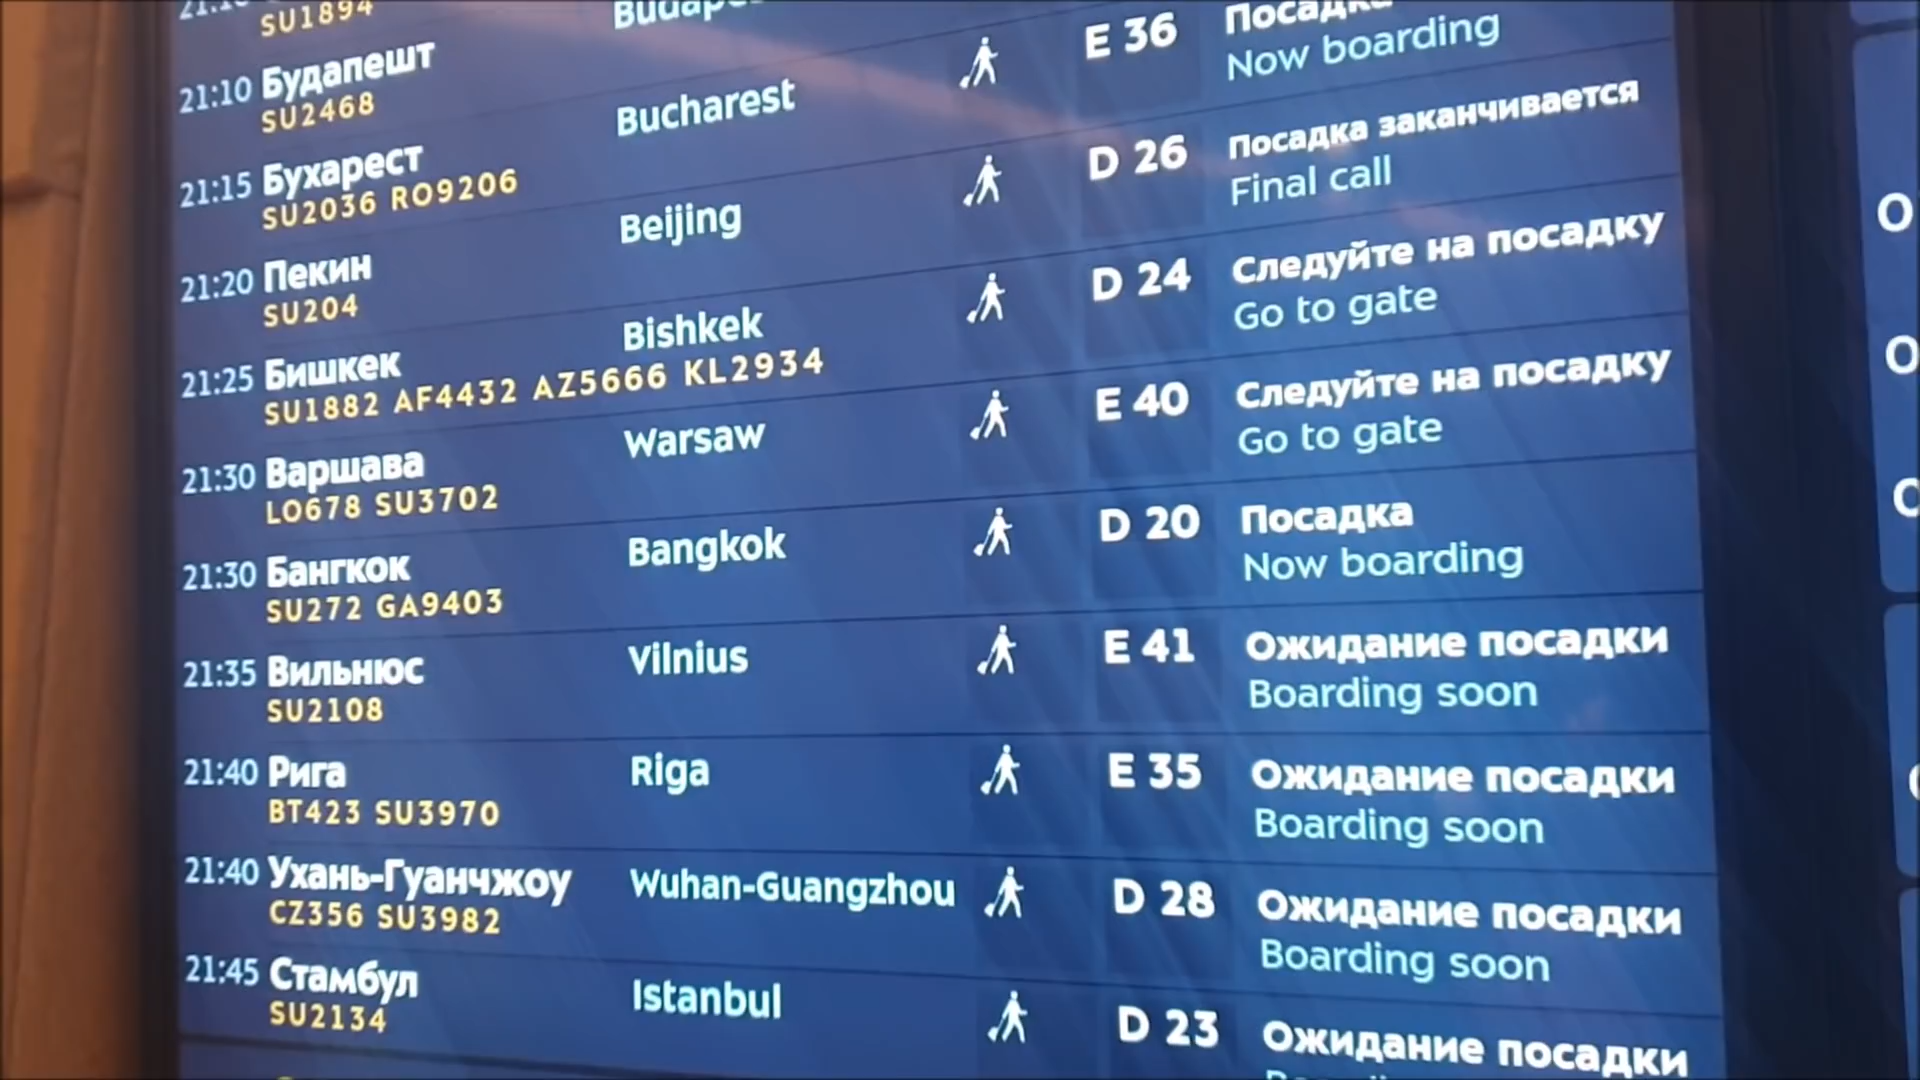 SU1894
21:10 Будапешт
SU2468
21:15 Бухарест Bucharest E 36 Посадка
SU2036 RO9206 Now boarding
21:20 Пекин Beijing D 26 Посадка заканчивается
SU204 Final call
21:25 Бишкек Bishkek D 24 Следуйте на посадку
SU1882 AF4432 AZ5666 KL2934 Go to gate
21:30 Варшава Warsaw E 40 Следуйте на посадку
LO678 SU3702 Go to gate
21:30 Бангкок Bangkok D 20 Посадка
SU272 GA9403 Now boarding
21:35 Вильнюс Vilnius E 41 Ожидание посадки
SU2108 Boarding soon
21:40 Рига Riga E 35 Ожидание посадки
BT423 SU3970 Boarding soon
21:40 Ухань-Гуанчжоу Wuhan-Guangzhou D 28 Ожидание посадки
CZ356 SU3982 Boarding soon
21:45 Стамбул Istanbul D 23 Ожидание посадки
SU2134